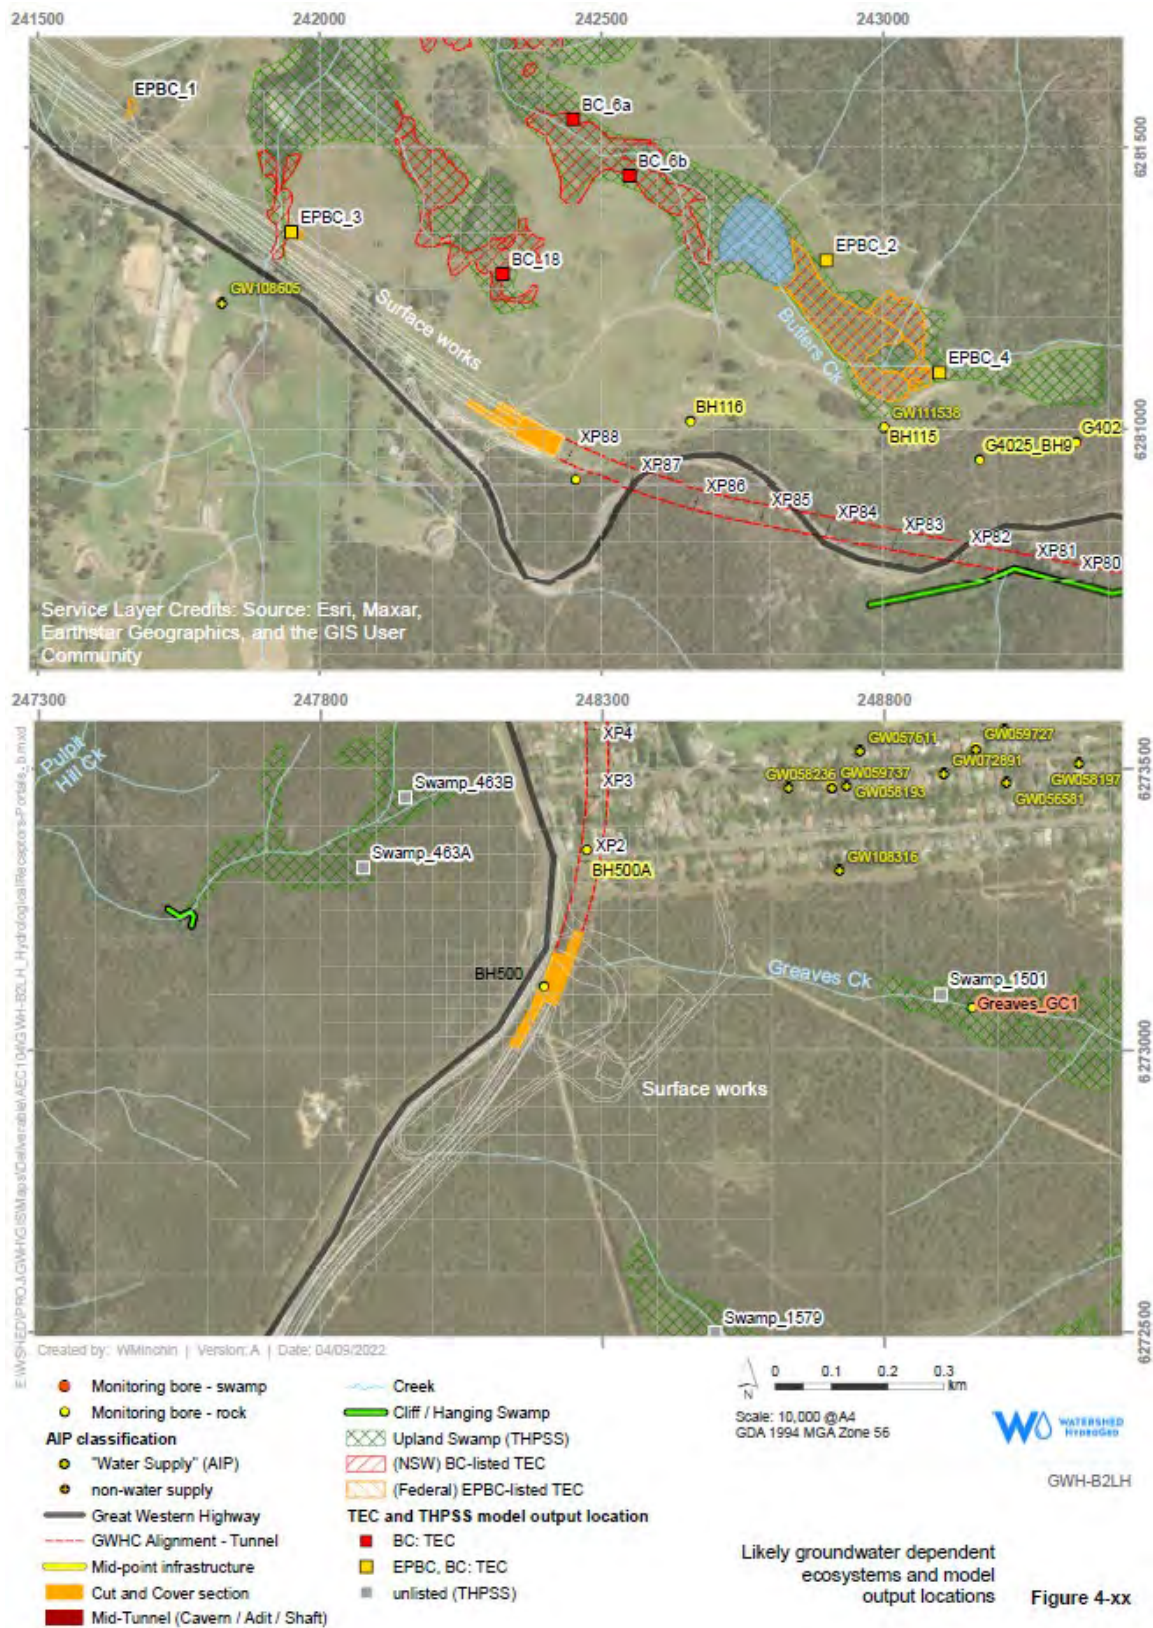 241500
242000
242500
243000
EPBC_1
BC_6a
BC_6b
6281500
EPBC_3
BC_18
EPBC_2
GW108605
Surface works
Butlers Ck
EPBC_4
BH116
GW111538
BH115
G402
G4025_BH9
6281000
XP88
XP87
XP86
XP85
XP84
XP83
XP82
XP81
XP80
Service Layer Credits: Source: Esri, Maxar,
Earthstar Geographics, and the GIS User
Community
247300
247800
248300
248800
Pulpit
Hill Ck
XP4
GW057611
GW059727
Swamp_463B
XP3
GW058236
GW059737
GW072891
GW058197
GW058193
GW056581
6273500
Swamp_463A
XP2
BH500A
GW108316
BH500
Greaves Ck
Swamp_1501
Greaves_GC1
6273000
Surface works
Swamp_1579
6272500
Created by: WMinchin | Version: A | Date: 04/09/2022
Monitoring bore - swamp
Monitoring bore - rock
AIP classification
"Water Supply" (AIP)
non-water supply
Great Western Highway
GWHC Alignment - Tunnel
Mid-point infrastructure
Cut and Cover section
Mid-Tunnel (Cavern / Adit / Shaft)
Creek
Cliff / Hanging Swamp
Upland Swamp (THPSS)
(NSW) BC-listed TEC
(Federal) EPBC-listed TEC
TEC and THPSS model output location
BC: TEC
EPBC, BC: TEC
unlisted (THPSS)
N
0 0.1 0.2 0.3
km
Scale: 10,000 @A4
GDA 1994 MGA Zone 56
WATERSHED
HYDROGEO
GWH-B2LH
Likely groundwater dependent
ecosystems and model
output locations
Figure 4-xx